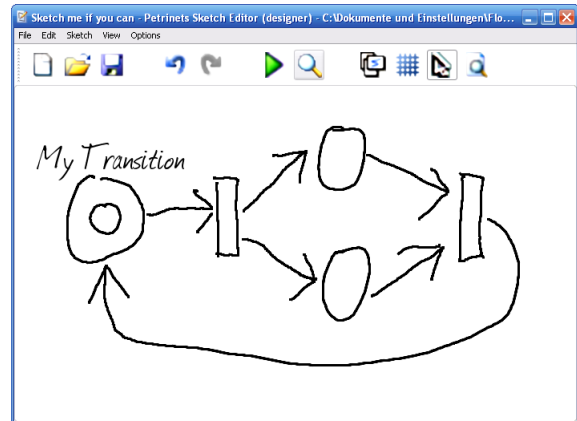 Sketch me if you can - Petrinets Sketch Editor (designer) - C:\Dokumente und Einstellungen\Flo...
File Edit Sketch View Options
My Transition